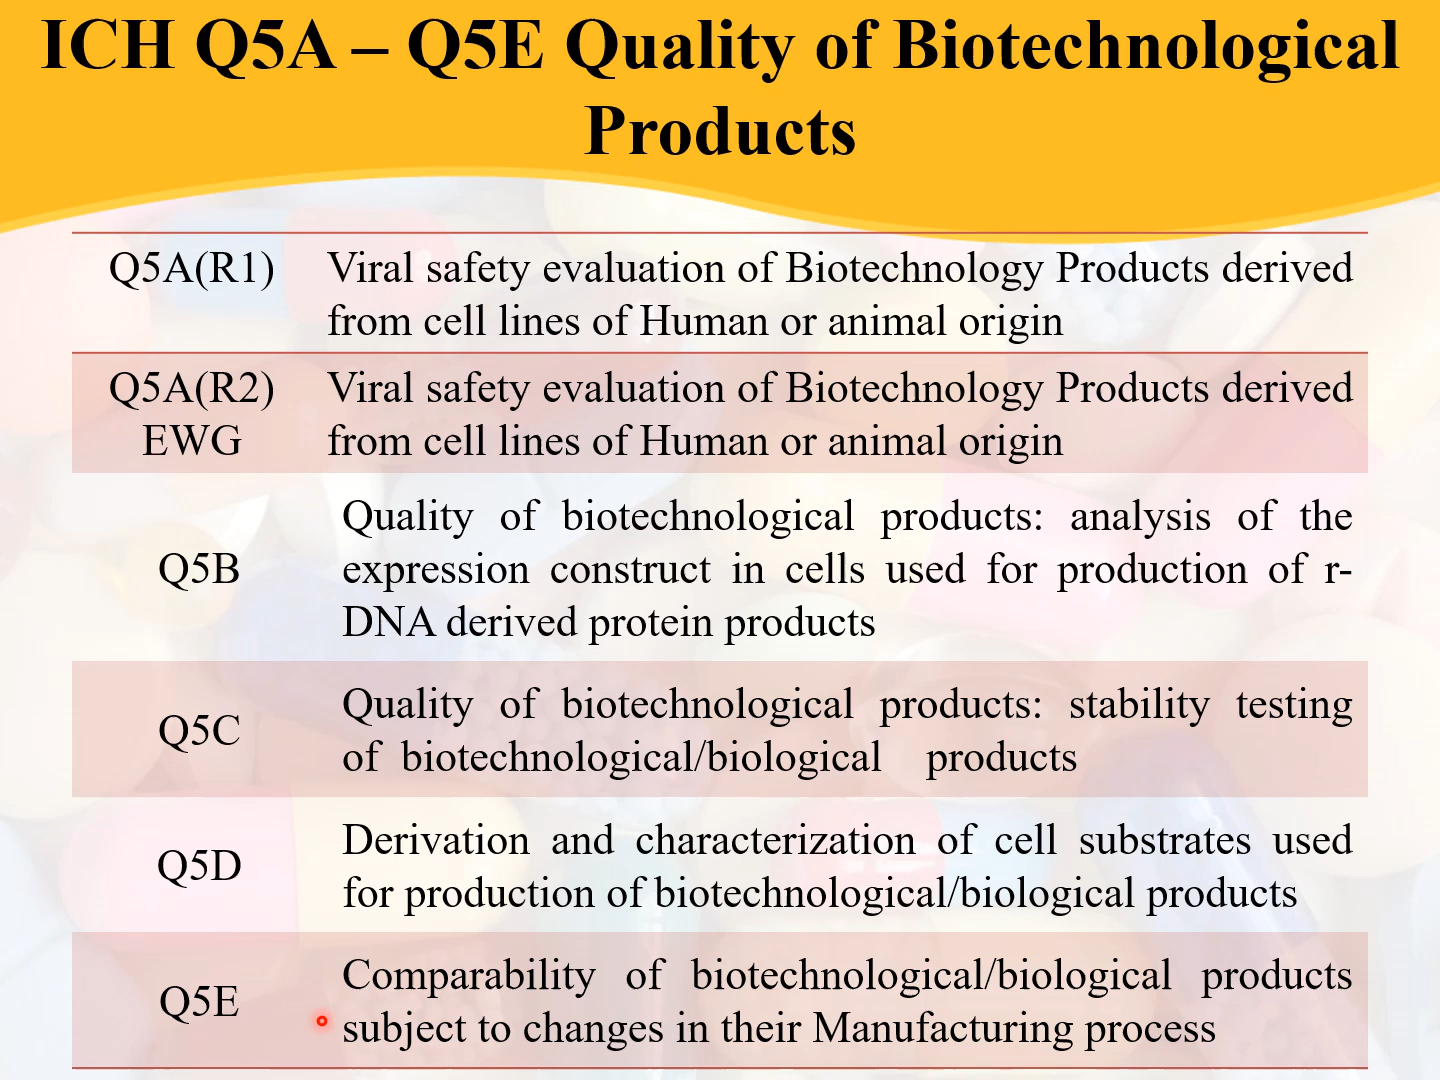 ICH Q5A – Q5E Quality of Biotechnological
Products
Q5A(R1) Viral safety evaluation of Biotechnology Products derived
from cell lines of Human or animal origin
Q5A(R2) Viral safety evaluation of Biotechnology Products derived
EWG from cell lines of Human or animal origin
Quality of biotechnological products: analysis of the
Q5B expression construct in cells used for production of r-
DNA derived protein products
Q5C Quality of biotechnological products: stability testing
of biotechnological/biological products
Q5D Derivation and characterization of cell substrates used
for production of biotechnological/biological products
Q5E Comparability of biotechnological/biological products
subject to changes in their Manufacturing process